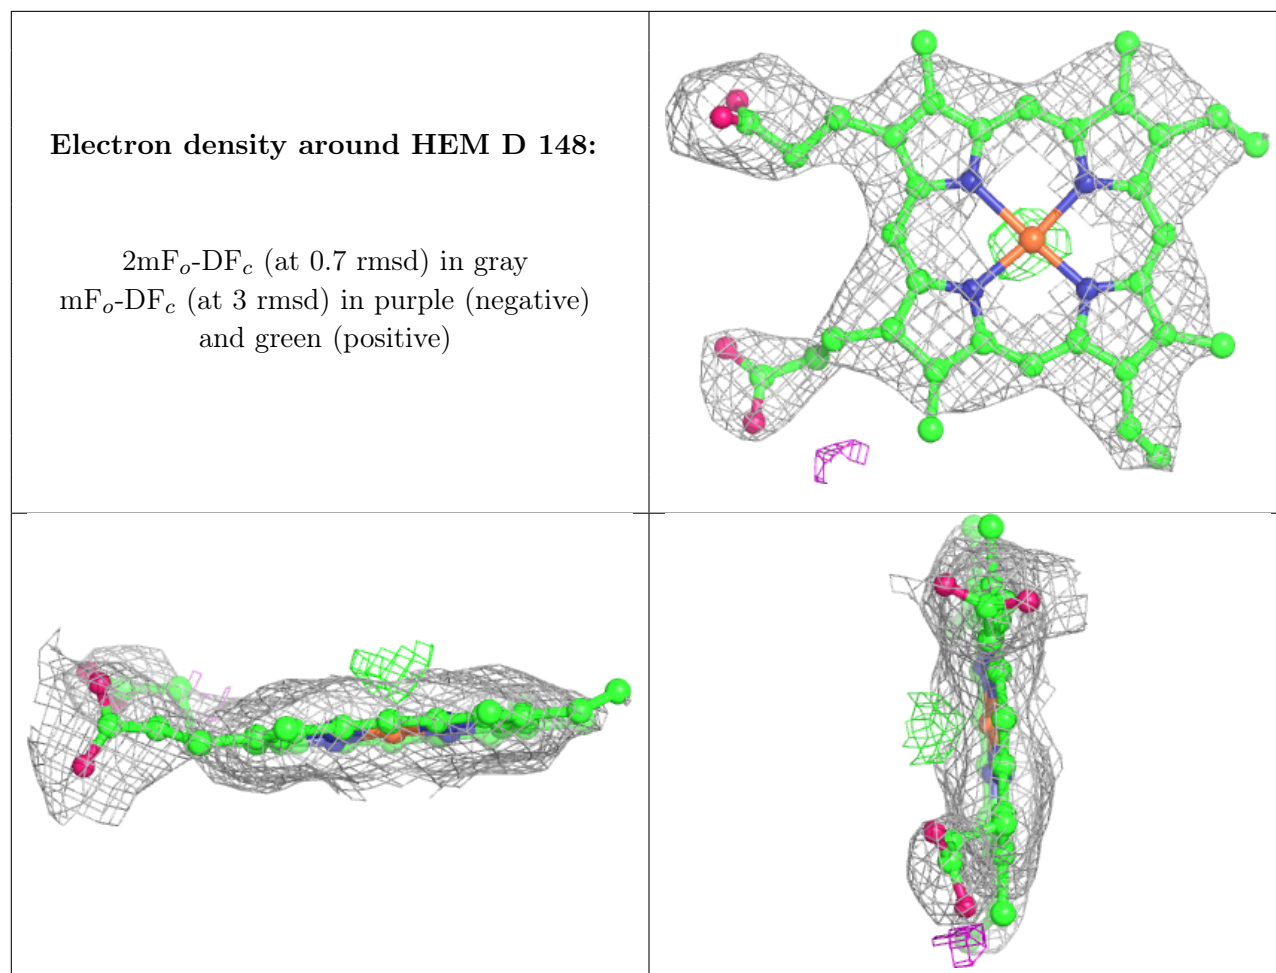 Electron density around HEM D 148:
2mFo-DFc (at 0.7 rmsd) in gray
mFo-DFc (at 3 rmsd) in purple (negative)
and green (positive)